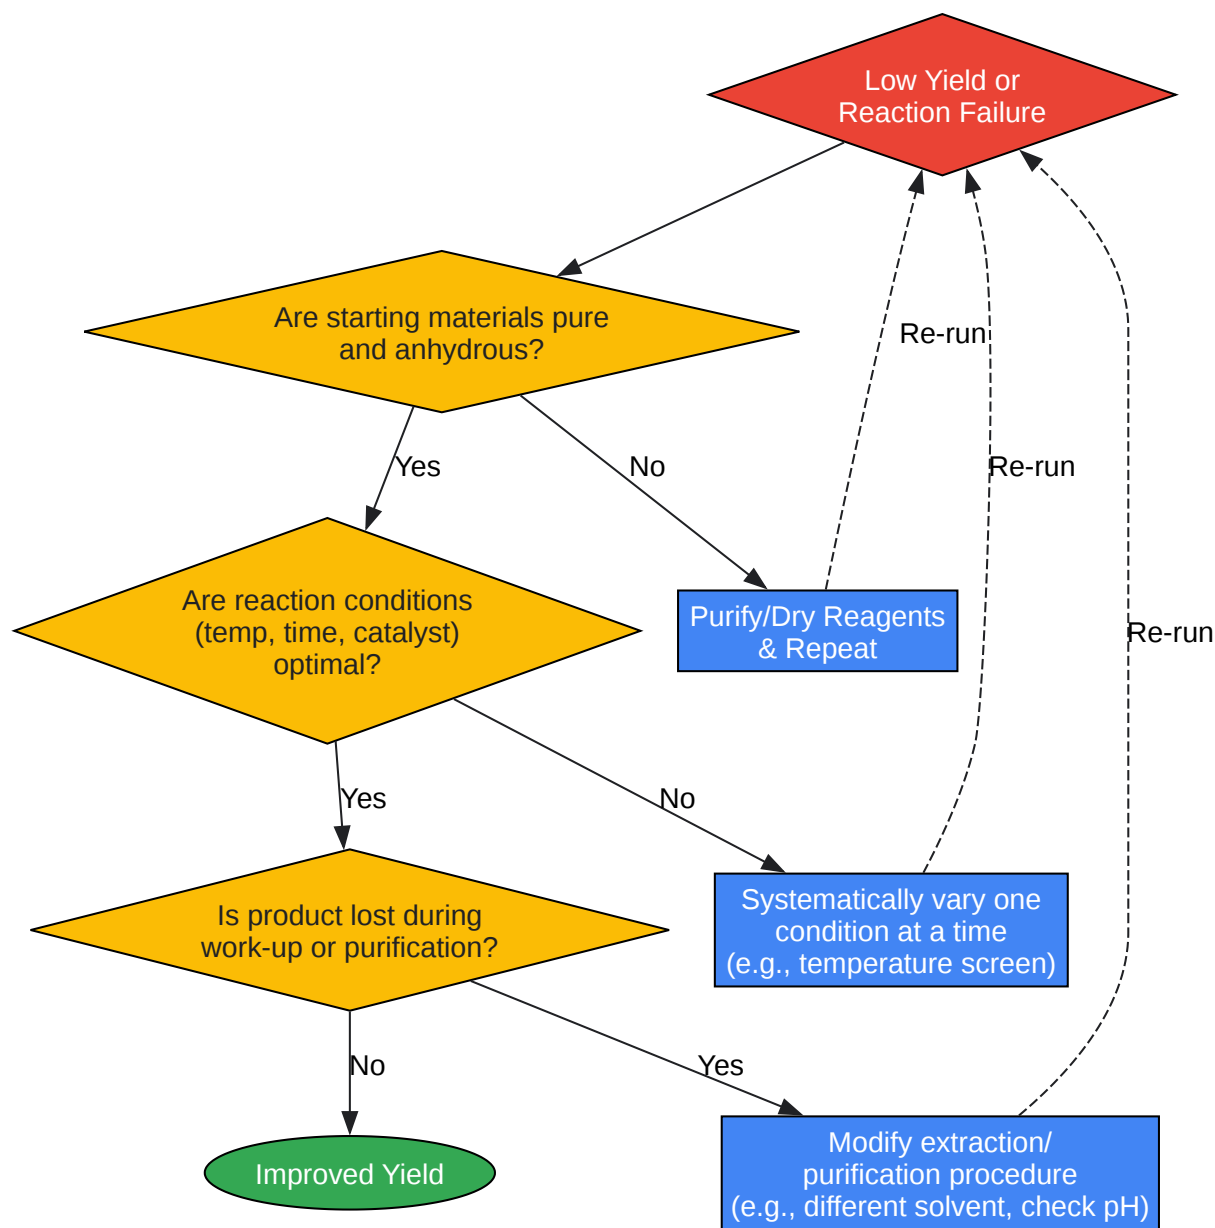 Low Yield or
Reaction Failure
Are starting materials pure
and anhydrous?
Re-run
Yes
No
Re-run
Are reaction conditions
(temp, time, catalyst)
optimal?
Purify/Dry Reagents
& Repeat
Re-run
Yes
No
Is product lost during
work-up or purification?
Systematically vary one
condition at a time
(e.g., temperature screen)
No
Yes
Improved Yield
Modify extraction/
purification procedure
(e.g., different solvent, check pH)